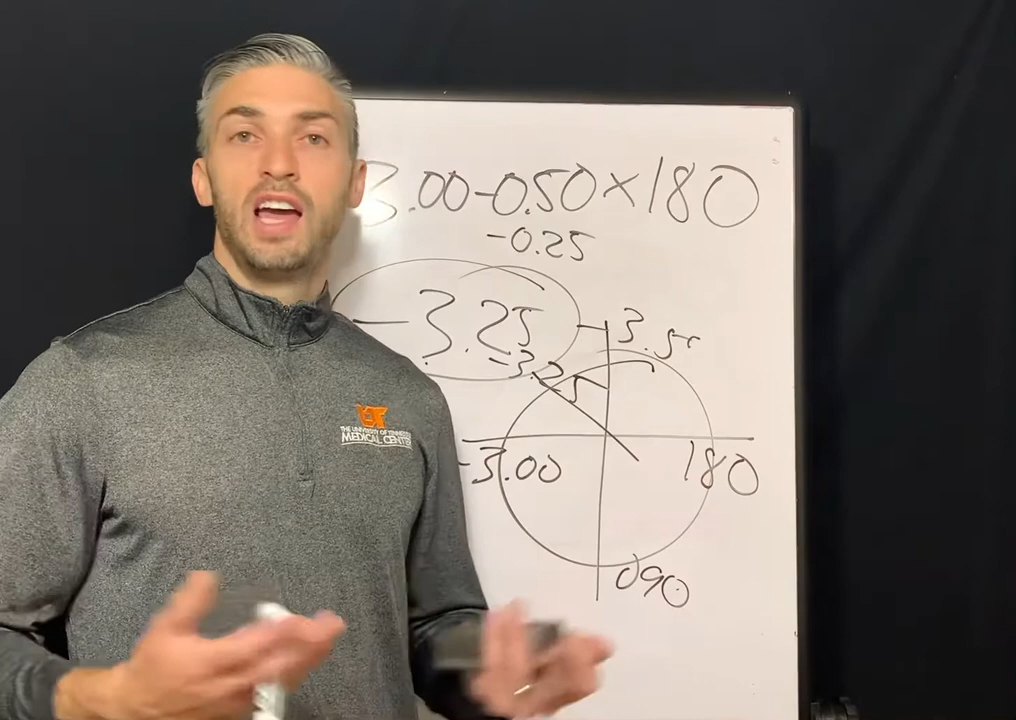 3.00-0.50×180
-0.25
-3.25
-3.50
-3.25
-3.00
180
090
UT
THE UNIVERSITY OF TENNESSEE
MEDICAL CENTER